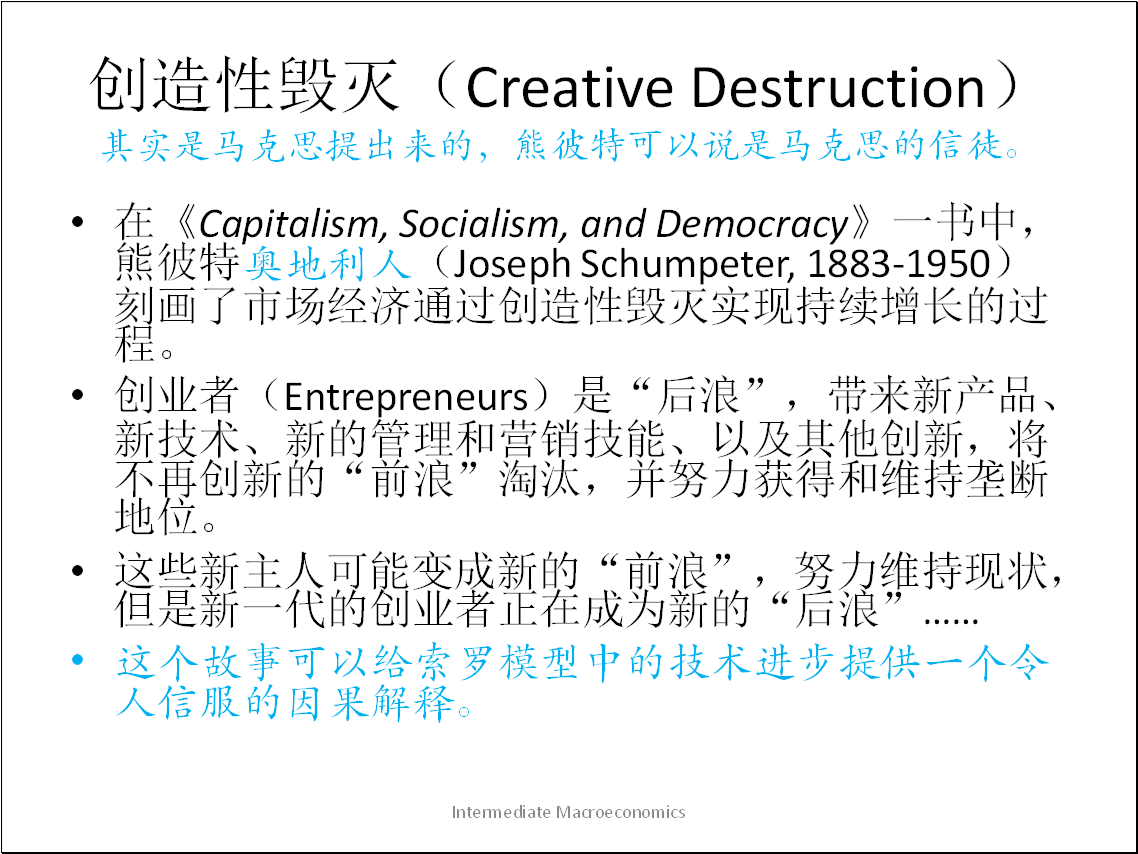 创造性毁灭（Creative Destruction）
其实是马克思提出来的，熊彼特可以说是马克思的信徒。
• 在《Capitalism, Socialism, and Democracy》一书中，
熊彼特奥地利人（Joseph Schumpeter, 1883-1950）
刻画了市场经济通过创造性毁灭实现持续增长的过
程。
• 创业者（Entrepreneurs）是“后浪”，带来新产品、
新技术、新的管理和营销技能、以及其他创新，将
不再创新的“前浪”淘汰，并努力获得和维持垄断
地位。
• 这些新主人可能变成新的“前浪”，努力维持现状，
但是新一代的创业者正在成为新的“后浪”……
• 这个故事可以给索罗模型中的技术进步提供一个令
人信服的因果解释。
Intermediate Macroeconomics